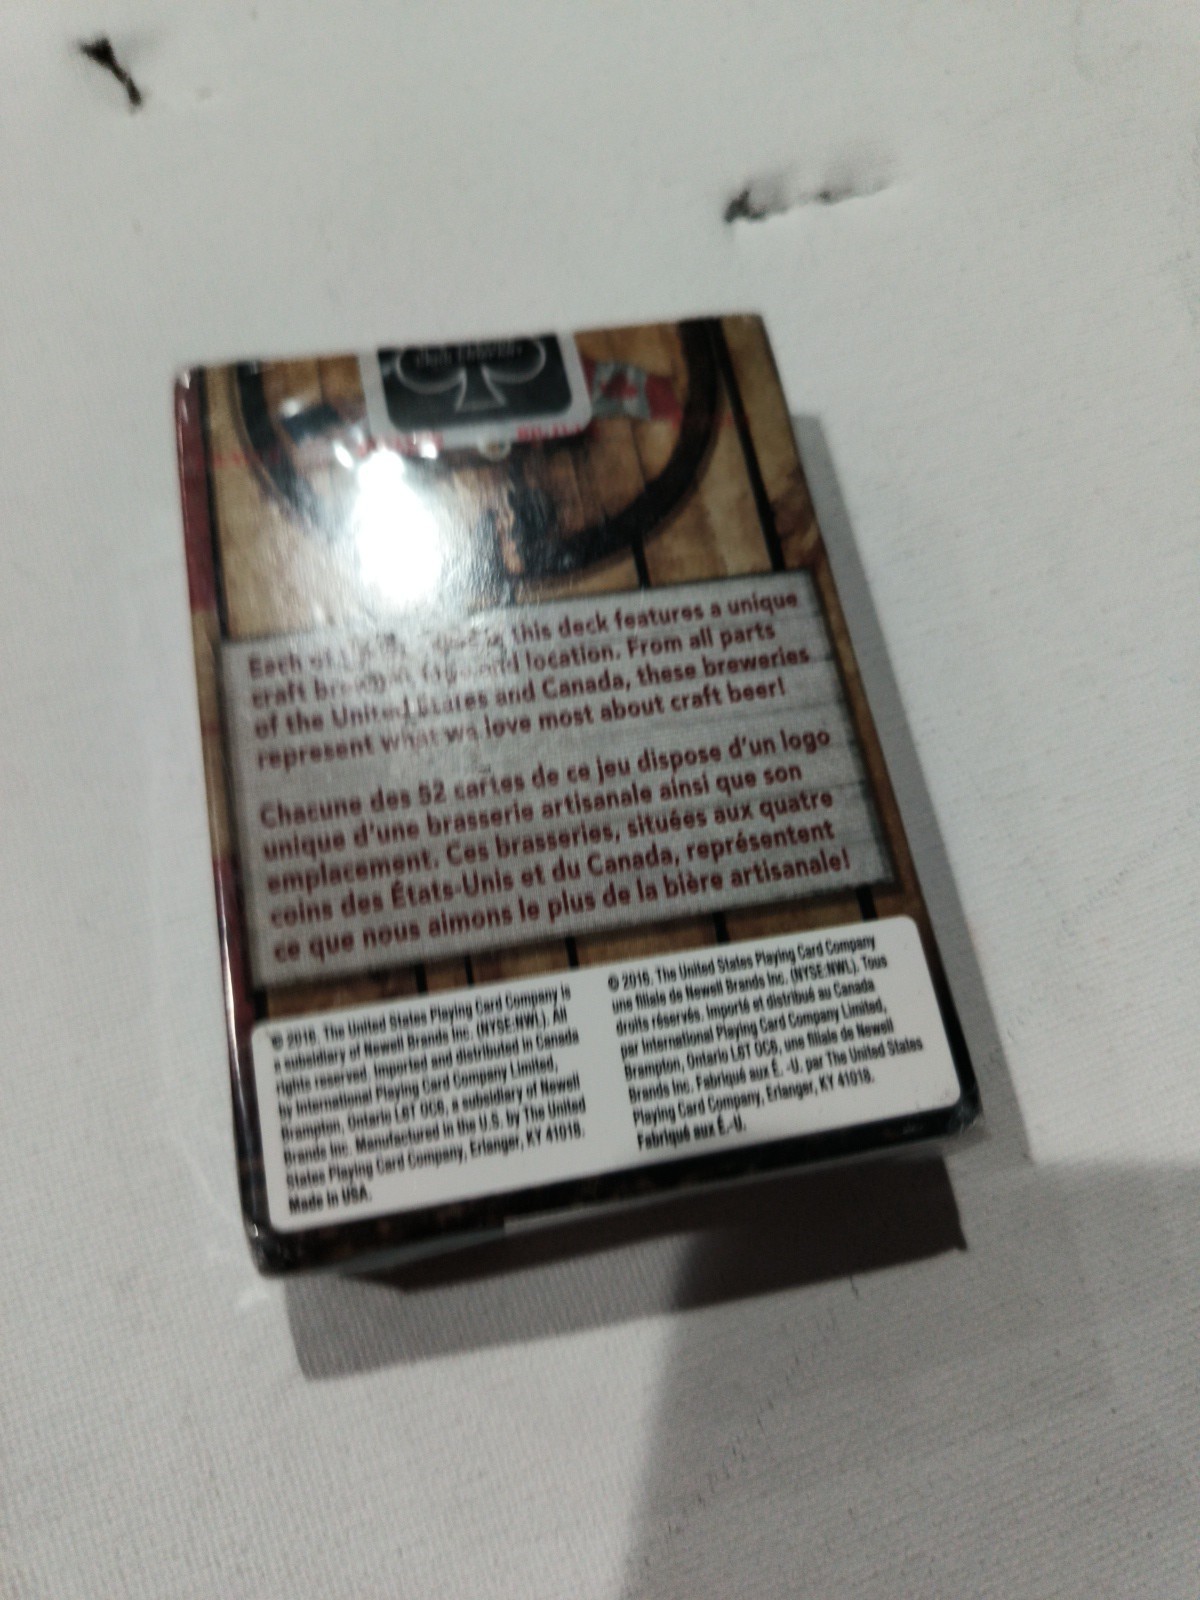 Each of this deck features a unique
craft location. From all parts
of the United States and Canada, these breweries
represent what we love most about craft beer!
Chacune des 52 cartes de ce jeu dispose d'un logo
unique d'une brasserie artisanale ainsi que son
emplacement. Ces brasseries, situées aux quatre
coins des États-Unis et du Canada, représentent
ce que nous aimons le plus de la bière artisanale!
© 2016. The United States Playing Card Company is
a subsidiary of Newell Brands Inc. (NYSE:NWL). All
rights reserved. Imported and distributed in Canada
by International Playing Card Company Limited,
Brampton, Ontario L6T 0C6, a subsidiary of Newell
Brands Inc. Manufactured in the U.S. by The United
States Playing Card Company, Erlanger, KY 41018.
Made in USA.
© 2016. The United States Playing Card Company
une filiale de Newell Brands Inc. (NYSE:NWL). Tous
droits réservés. Importé et distribué au Canada
par International Playing Card Company Limited,
Brampton, Ontario L6T 0C6, une filiale de Newell
Brands Inc. Fabriqué aux É. -U. par The United States
Playing Card Company, Erlanger, KY 41018.
Fabriqué aux É.-U.